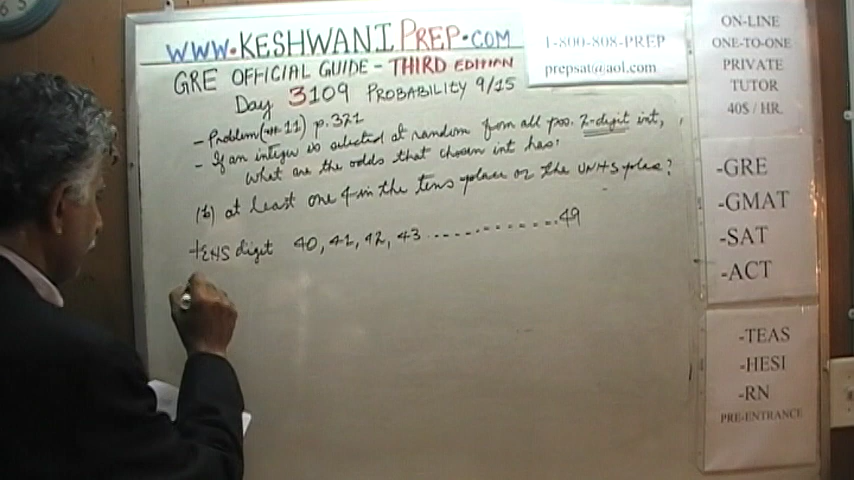 WWW.KESHWANIPREP.COM
GRE OFFICIAL GUIDE - THIRD EDITION
Day 3109 PROBABILITY 9/15
- Problem (#11) p.371
- If an integer is selected at random from all pos. 2-digit int,
What are the odds that chosen int has:
(b) at least one 4 in the tens place or the UNITS place?
TENS digit 40, 41, 42, 43 ............. 49
1-800-808-PREP
prepsat@aol.com
ON-LINE
ONE-TO-ONE
PRIVATE
TUTOR
40$ / HR.
-GRE
-GMAT
-SAT
-ACT
-TEAS
-HESI
-RN
PRE-ENTRANCE